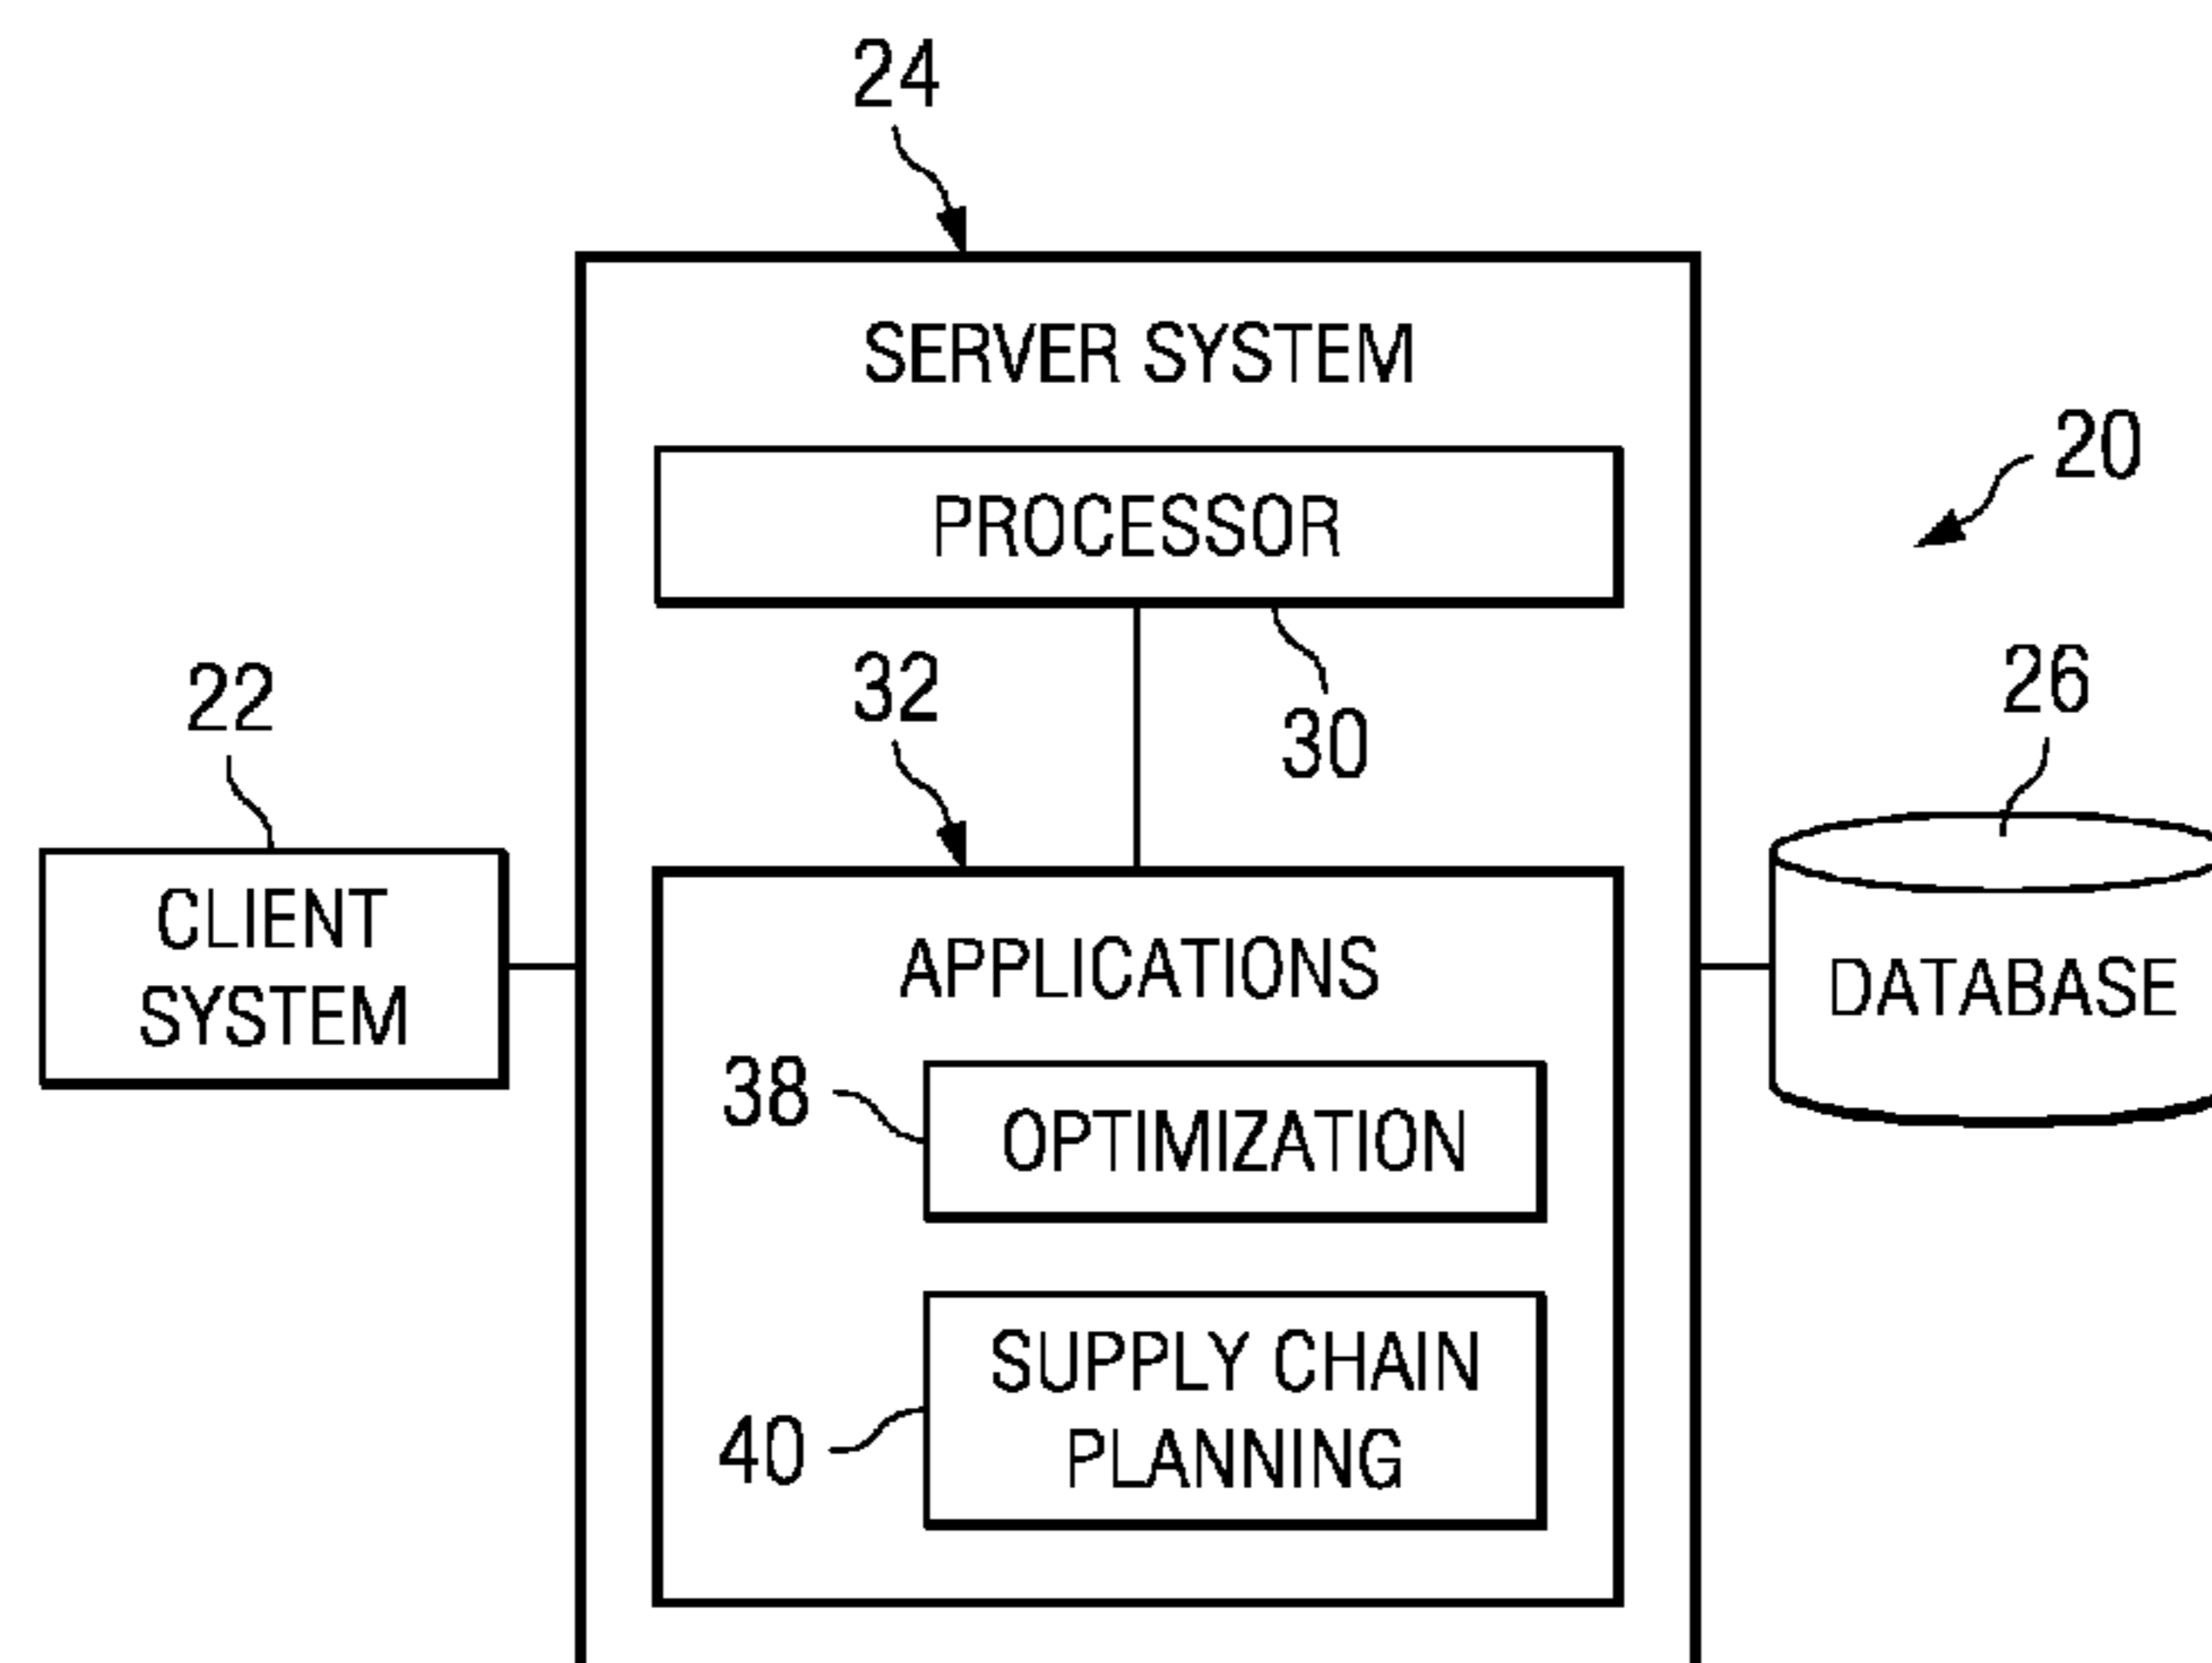 24
SERVER SYSTEM
20
PROCESSOR
30
32
22
26
CLIENT
SYSTEM
APPLICATIONS
DATABASE
38
OPTIMIZATION
SUPPLY CHAIN
PLANNING
40